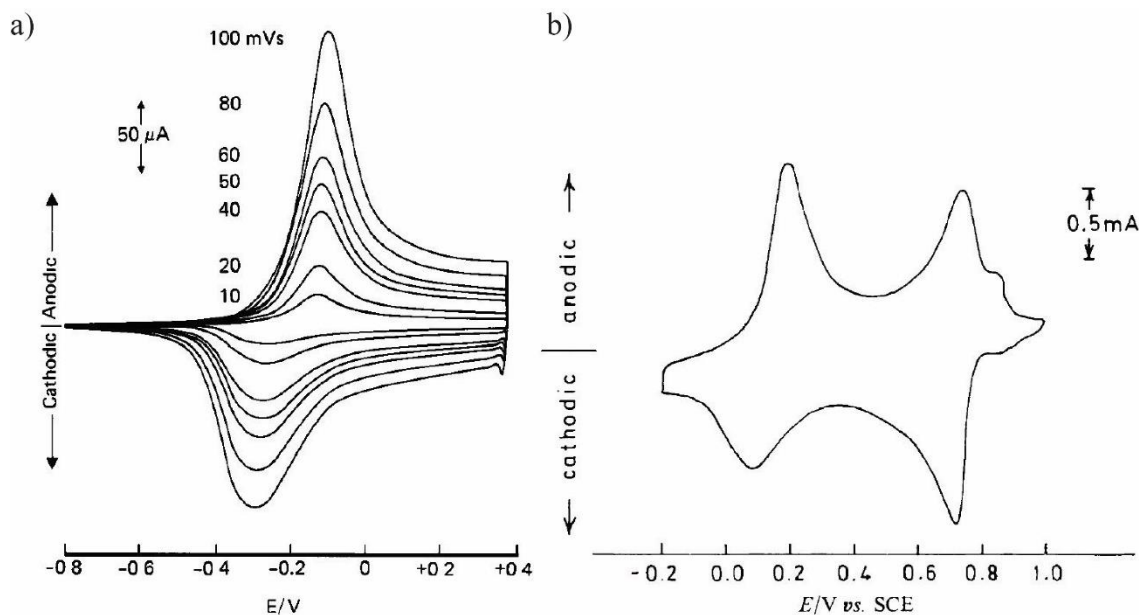 a)
100 mVs
80
50 μA
60
50
40
20
10
Cathodic | Anodic
-0 8 -0 6 -0 4 -0 2 0 +0 2 +0 4
E/V
b)
anodic
cathodic
0.5mA
-0.2 0.0 0.2 0.4 0.6 0.8 1.0
E/V vs. SCE